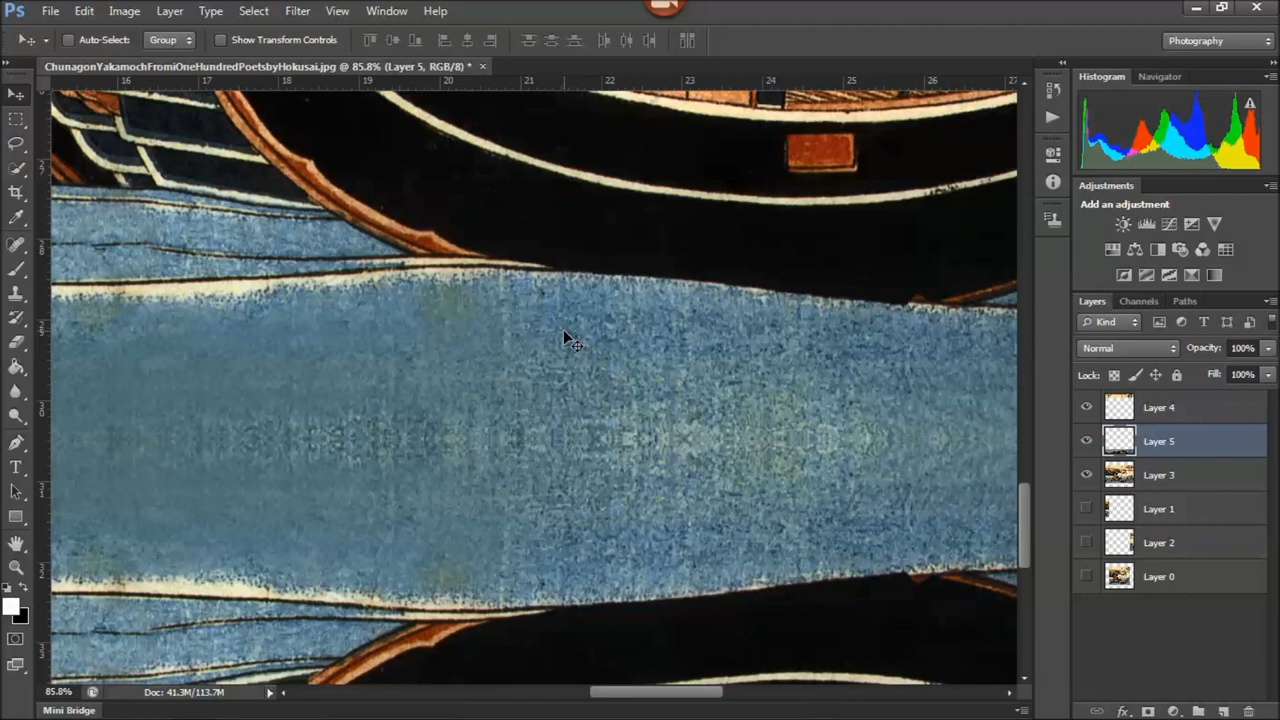 Ps File Edit Image Layer Type Select Filter View Window Help
Auto-Select: Group Show Transform Controls Photography
ChunagonYakamochFromiOneHundredPoetsbyHokusai.jpg @ 85.8% (Layer 5, RGB/8) *
16 17 18 19 20 21 22 23 24 25 26 27
Histogram Navigator
Adjustments
Add an adjustment
Layers Channels Paths
Kind
Normal Opacity: 100%
Lock: Fill: 100%
Layer 4
Layer 5
Layer 3
Layer 1
Layer 2
Layer 0
fx
85.8% Doc: 41.3M/113.7M
Mini Bridge